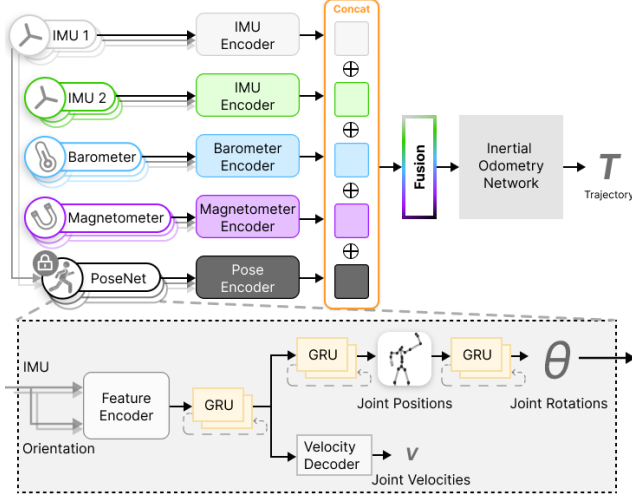 Concat
IMU 1
IMU
Encoder
IMU 2
IMU
Encoder
Barometer
Barometer
Encoder
Magnetometer
Magnetometer
Encoder
PoseNet
Pose
Encoder
Fusion
Inertial
Odometry
Network
T
Trajectory
IMU
Orientation
Feature
Encoder
GRU
GRU
Joint Positions
GRU
θ
Joint Rotations
Velocity
Decoder
v
Joint Velocities